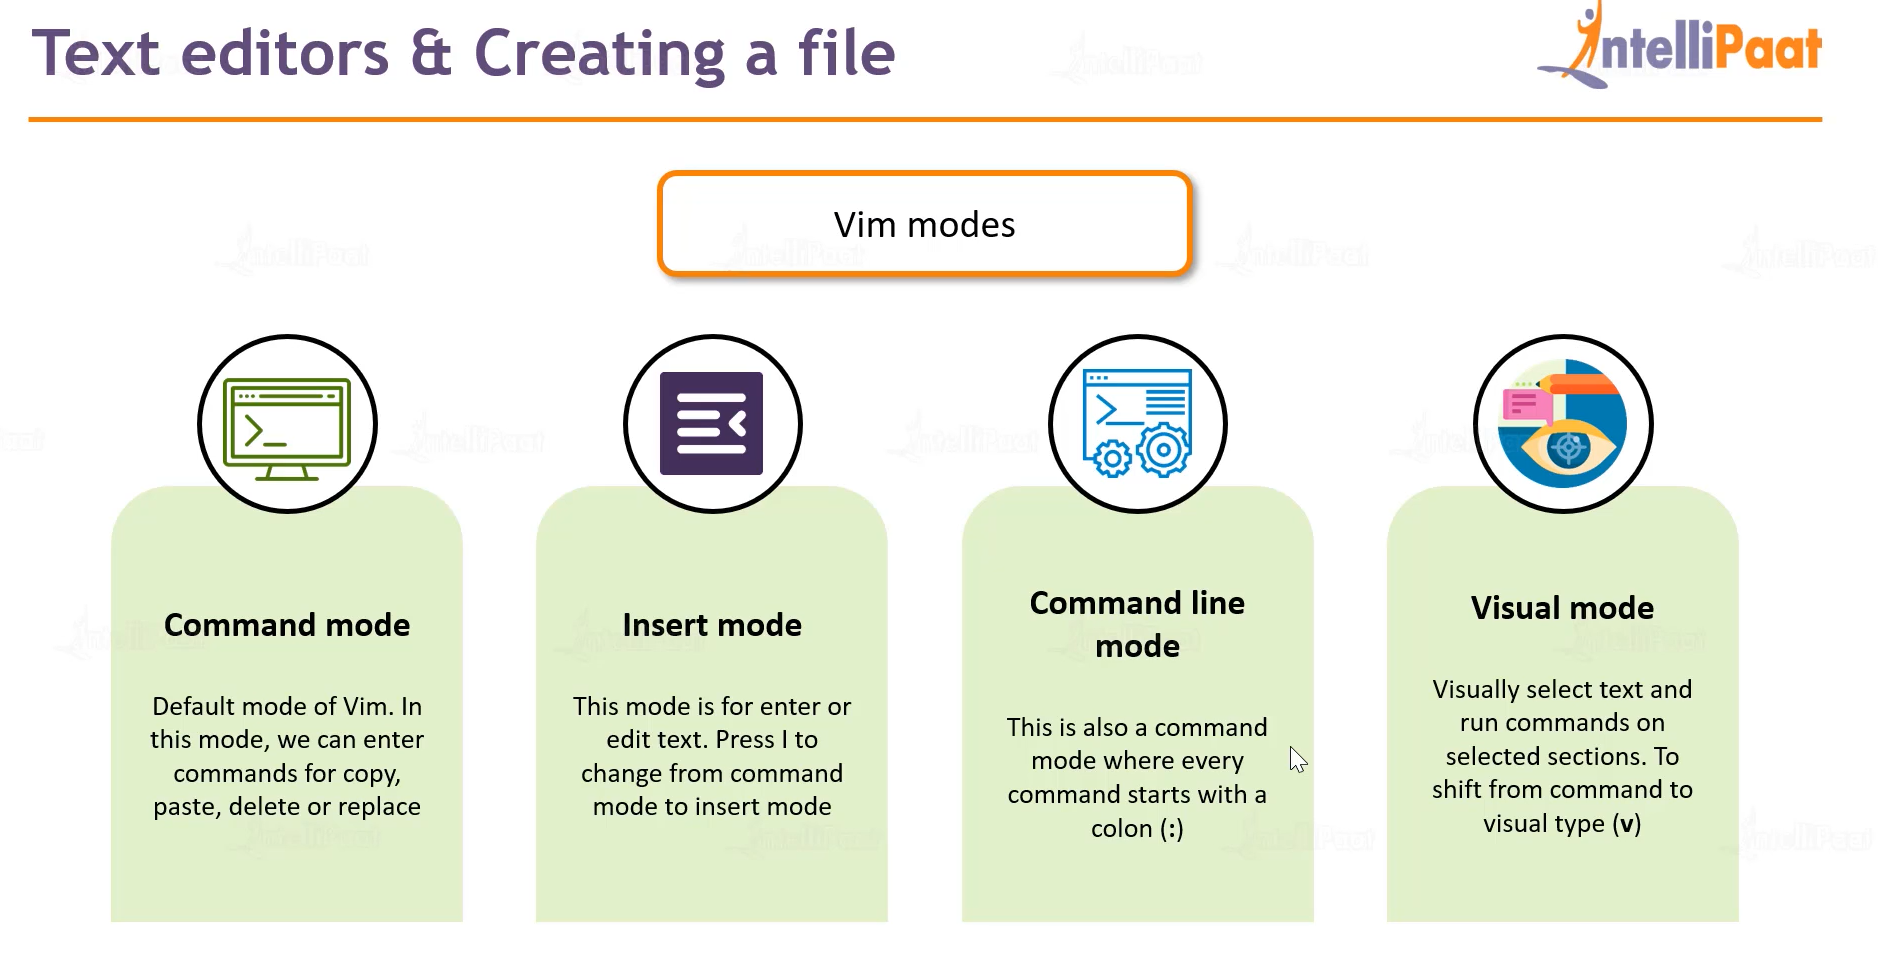 Text editors & Creating a file
IntelliPaat
Vim modes
Command mode
Default mode of Vim. In
this mode, we can enter
commands for copy,
paste, delete or replace
Insert mode
This mode is for enter or
edit text. Press I to
change from command
mode to insert mode
Command line
mode
This is also a command
mode where every
command starts with a
colon (:)
Visual mode
Visually select text and
run commands on
selected sections. To
shift from command to
visual type (v)